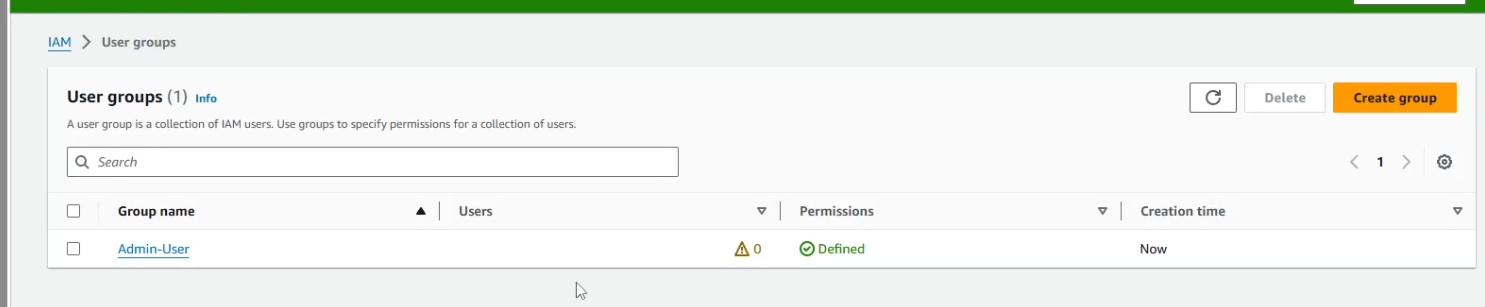 IAM > User groups
User groups (1) Info
Delete
Create group
A user group is a collection of IAM users. Use groups to specify permissions for a collection of users.
Search
1
Group name Users Permissions Creation time
Admin-User 0 Defined Now